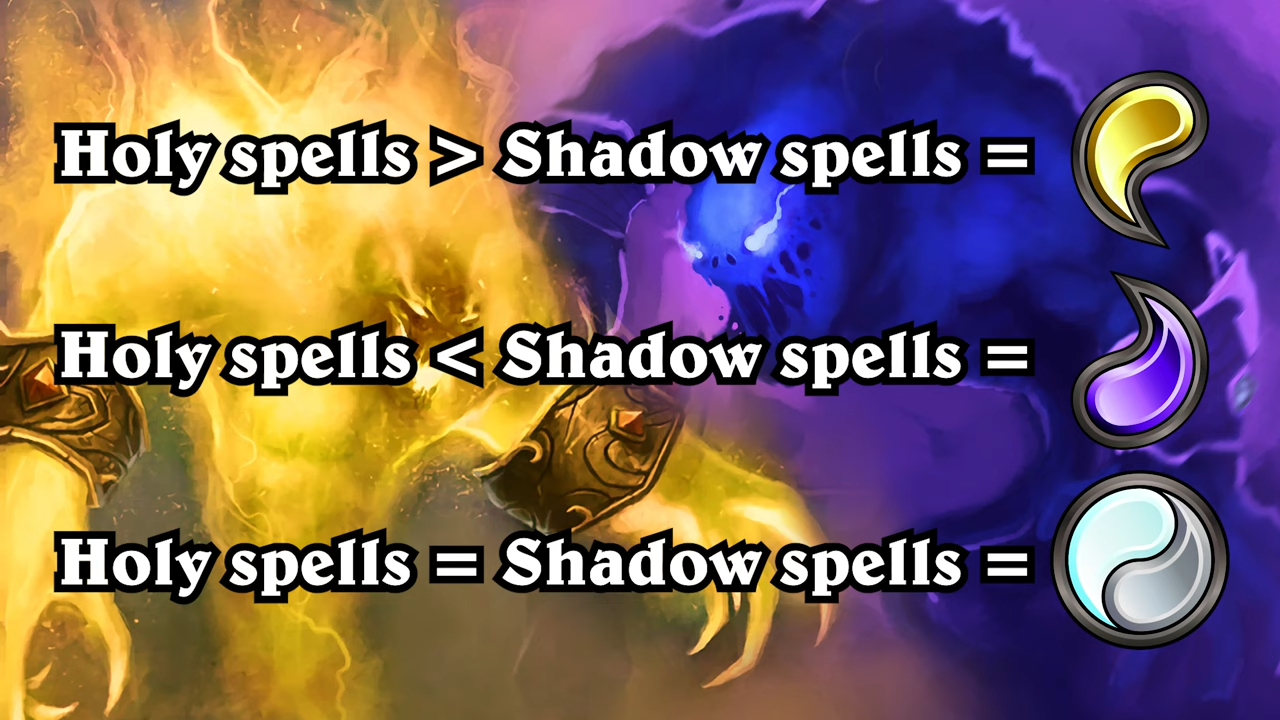 Holy spells > Shadow spells =
Holy spells < Shadow spells =
Holy spells = Shadow spells =